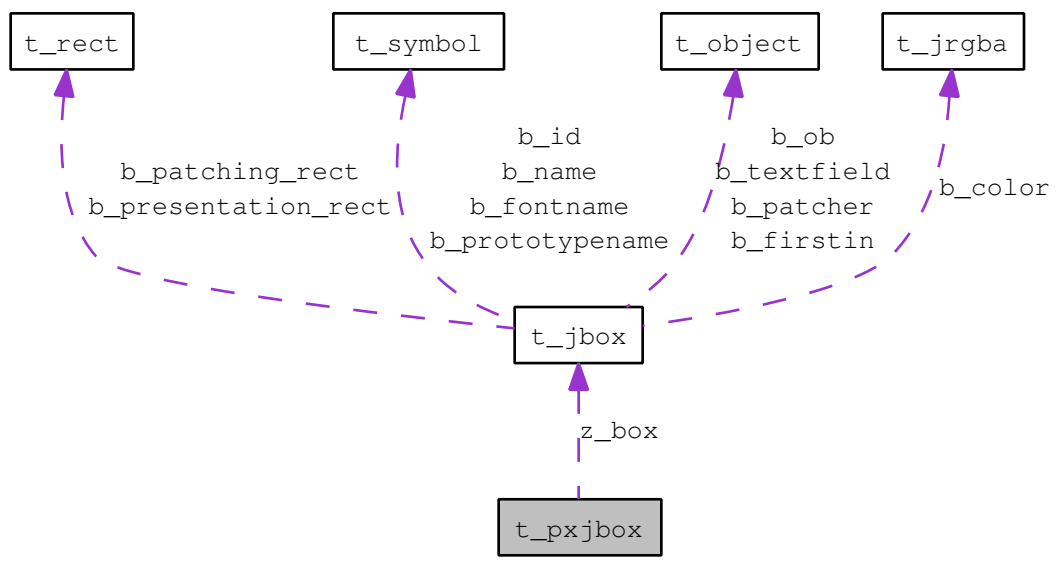 t_rect
t_symbol
t_object
t_jrgba
b_patching_rect
b_presentation_rect
b_id
b_name
b_fontname
b_prototypename
b_ob
b_textfield
b_patcher
b_firstin
b_color
t_jbox
z_box
t_pxjbox